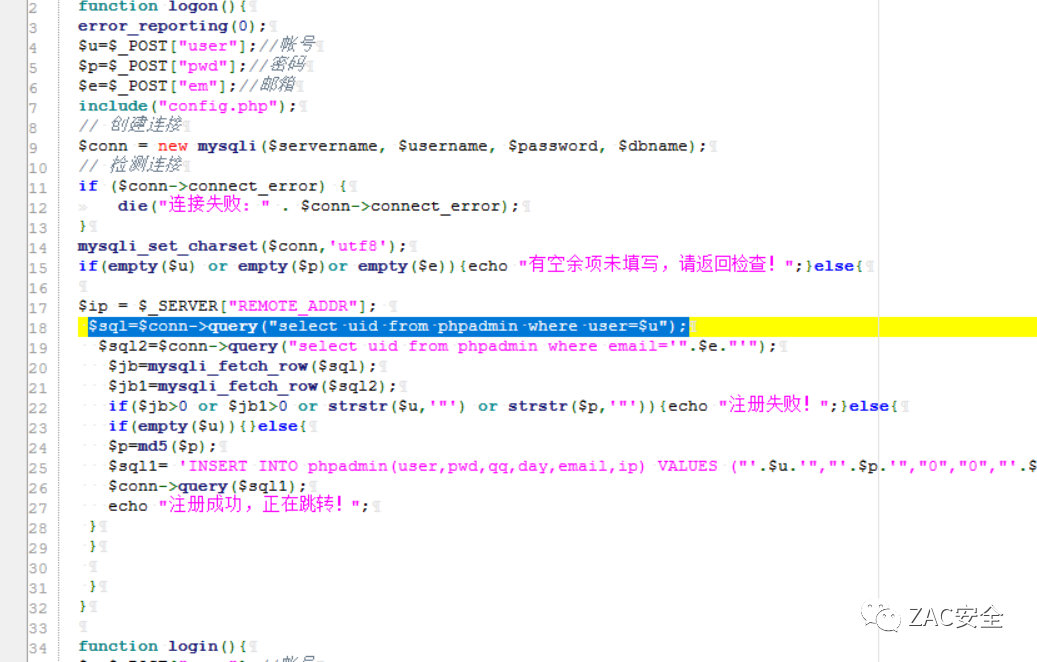 2 function logon(){
3 error_reporting(0);
4 $u=$_POST["user"];//帐号
5 $p=$_POST["pwd"];//密码
6 $e=$_POST["em"];//邮箱
7 include("config.php");
8 // 创建连接
9 $conn = new mysqli($servername, $username, $password, $dbname);
10 // 检测连接
11 if ($conn->connect_error) {
12 die("连接失败: " . $conn->connect_error);
13 }
14 mysqli_set_charset($conn,'utf8');
15 if(empty($u) or empty($p)or empty($e)){echo "有空余项未填写，请返回检查！";}else{
16
17 $ip = $_SERVER["REMOTE_ADDR"];
18 $sql=$conn->query("select uid from phpadmin where user=$u");
19 $sql2=$conn->query("select uid from phpadmin where email='".$e."'");
20 $jb=mysqli_fetch_row($sql);
21 $jb1=mysqli_fetch_row($sql2);
22 if($jb>0 or $jb1>0 or strstr($u,'"') or strstr($p,'"')){echo "注册失败！";}else{
23 if(empty($u)){}else{
24 $p=md5($p);
25 $sql1= 'INSERT INTO phpadmin(user,pwd,qq,day,email,ip) VALUES ("'.$u.'","'.$p.'","0","0","'.$
26 $conn->query($sql1);
27 echo "注册成功，正在跳转！";
28 }
29 }
30
31 }
32 }
33
34 function login(){
ZAC安全